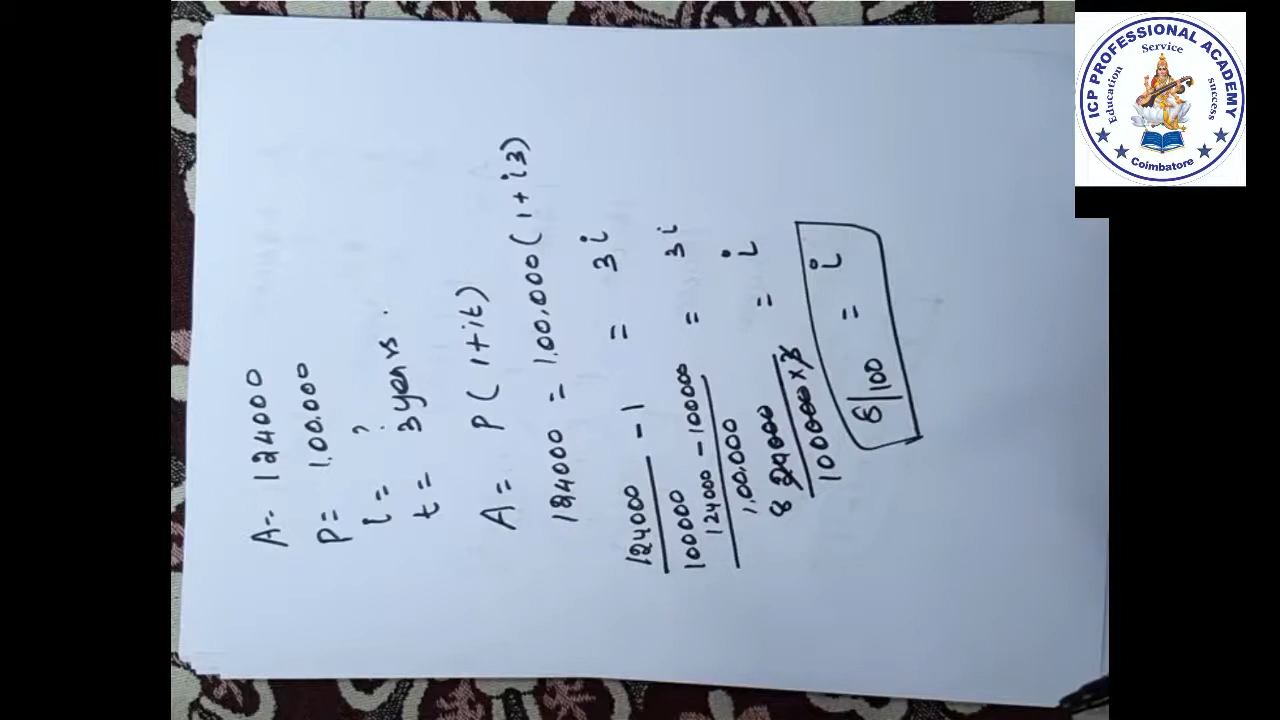 A = 124000
P = 1,00,000
i = ?
t = 3 years.
A = P(1+it)
124000 = 1,00,000(1+i3)
124000/100000 - 1 = 3i
124000 - 100000/1,00,000 = 3i
8 24000/100000 x 3 = i
8/100 = i
ICP PROFESSIONAL ACADEMY
Service
Education
success
Coimbatore